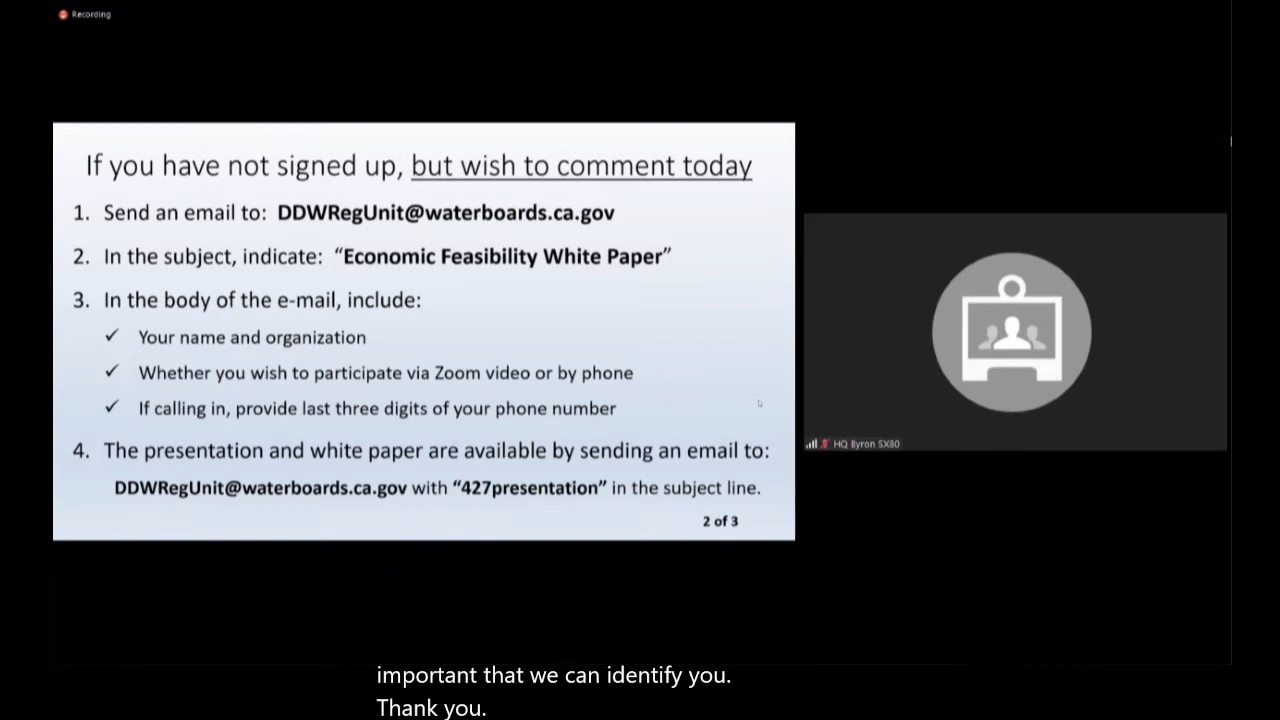 Recording
If you have not signed up, but wish to comment today
1. Send an email to: DDWRegUnit@waterboards.ca.gov
2. In the subject, indicate: “Economic Feasibility White Paper”
3. In the body of the e-mail, include:
✓ Your name and organization
✓ Whether you wish to participate via Zoom video or by phone
✓ If calling in, provide last three digits of your phone number
4. The presentation and white paper are available by sending an email to:
DDWRegUnit@waterboards.ca.gov with “427presentation” in the subject line.
2 of 3
HQ Byron SX80
important that we can identify you.
Thank you.